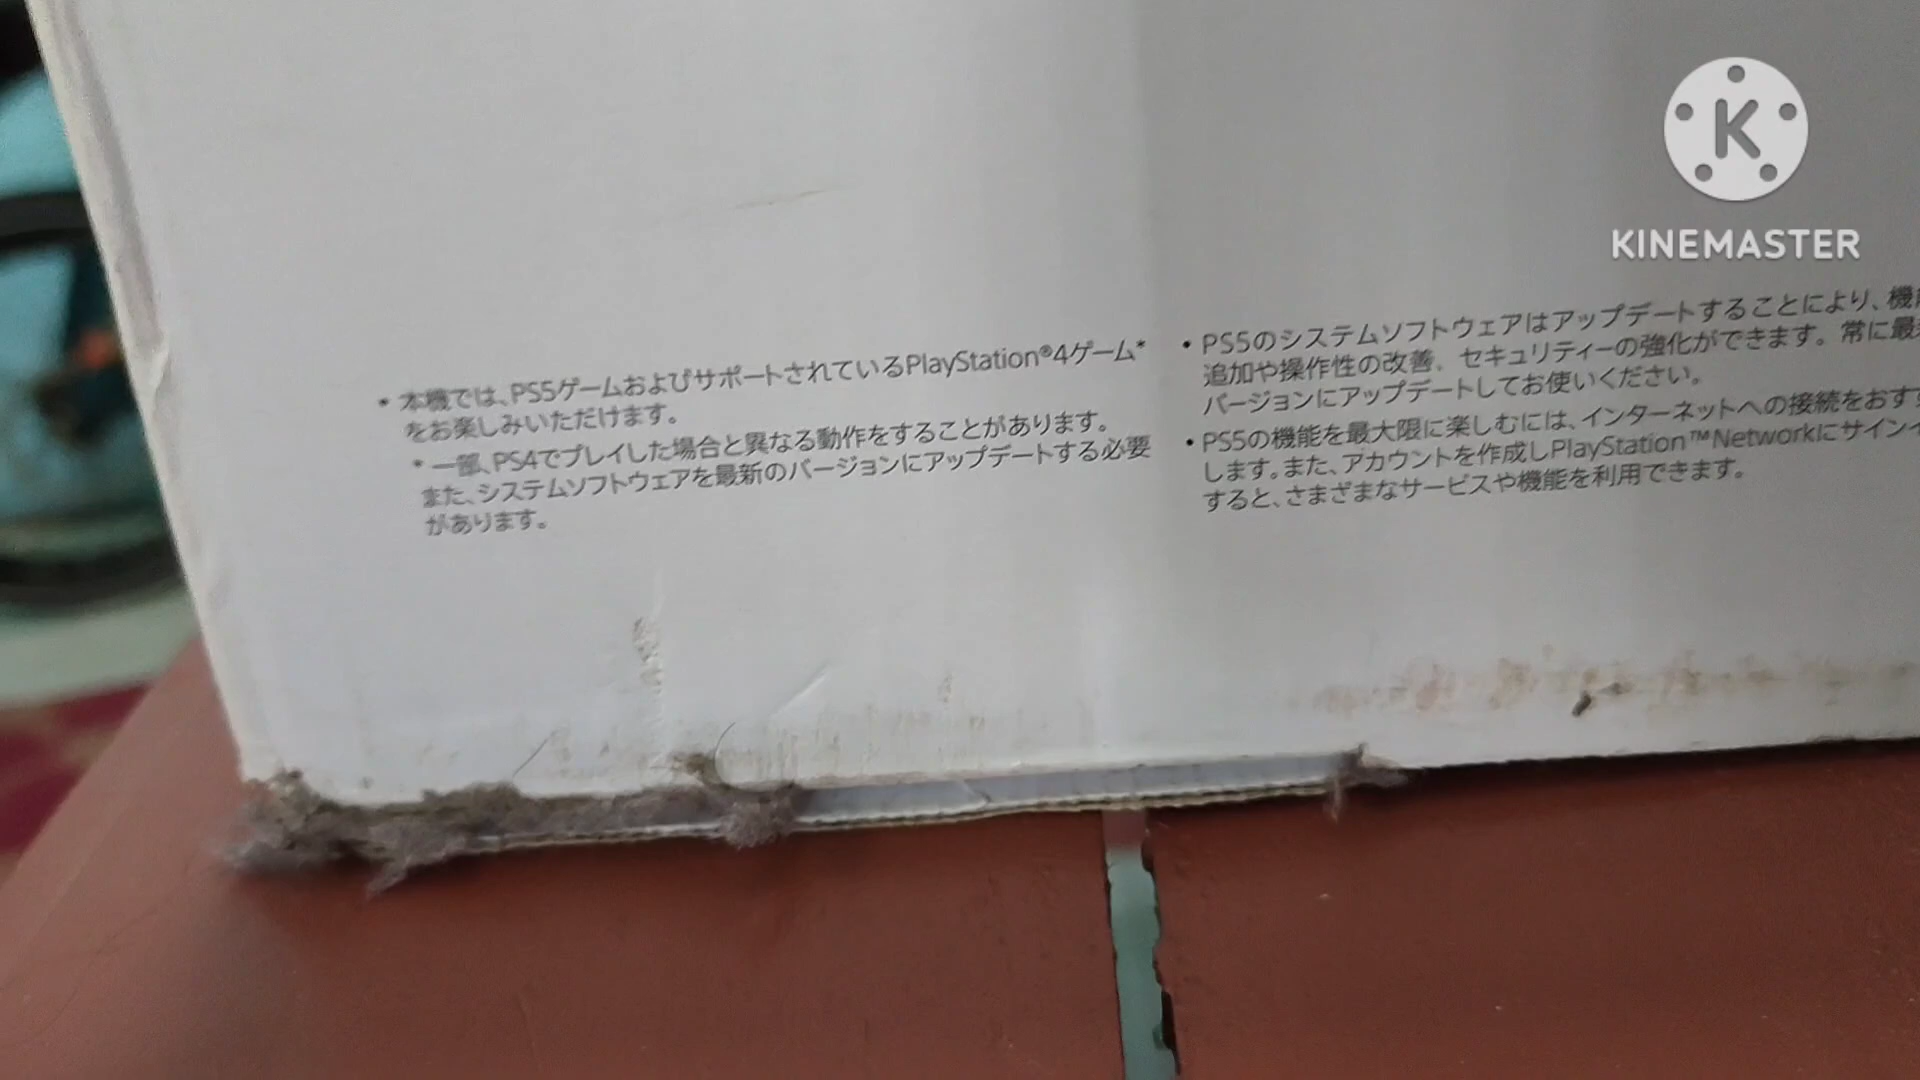 K
KINEMASTER
• 本機では、PS5ゲームおよびサポートされているPlayStation®4ゲーム*
をお楽しみいただけます。
* 一部、PS4でプレイした場合と異なる動作をすることがあります。
また、システムソフトウェアを最新のバージョンにアップデートする必要
があります。
• PS5のシステムソフトウェアはアップデートすることにより、機
追加や操作性の改善、セキュリティーの強化ができます。常に最
バージョンにアップデートしてお使いください。
• PS5の機能を最大限に楽しむには、インターネットへの接続をおす
します。また、アカウントを作成しPlayStation™Networkにサイン
すると、さまざまなサービスや機能を利用できます。